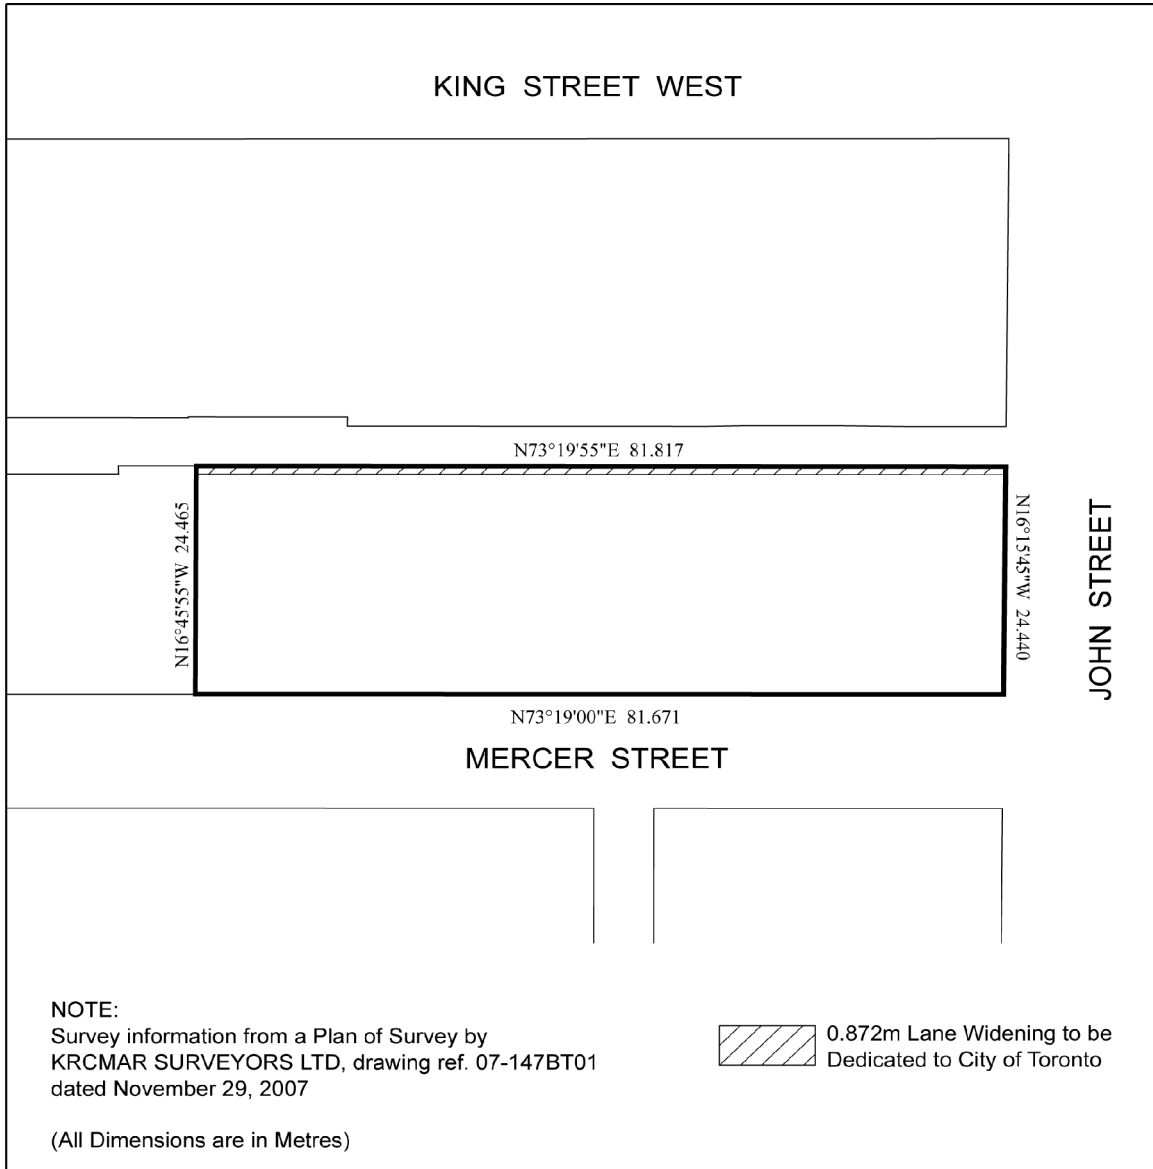 KING STREET WEST
N73°19'55"E 81.817
N16°45'55"W 24.465
N16°15'45"W 24.440
JOHN STREET
N73°19'00"E 81.671
MERCER STREET
NOTE:
Survey information from a Plan of Survey by
KRCMAR SURVEYORS LTD, drawing ref. 07-147BT01
dated November 29, 2007
(All Dimensions are in Metres)
0.872m Lane Widening to be
Dedicated to City of Toronto